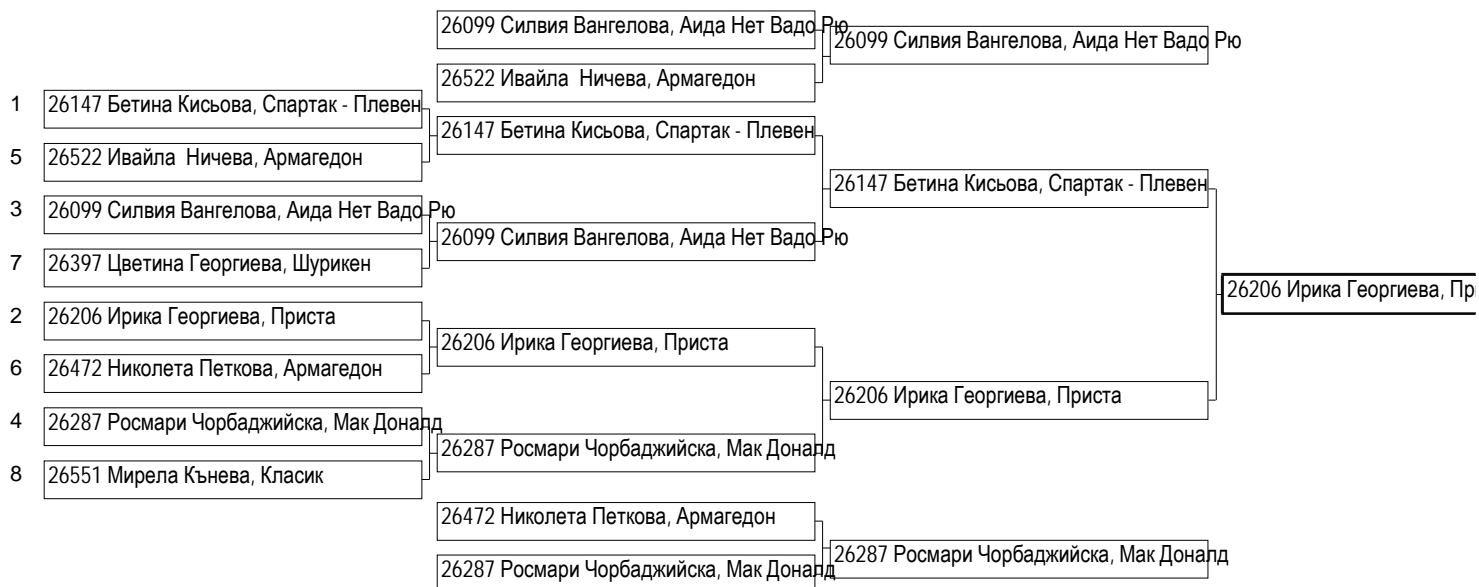 26099 Силвия Вангелова, Аида Нет Вадо Рю
26522 Ивайла  Ничева, Армагедон
26099 Силвия Вангелова, Аида Нет Вадо Рю
1 26147 Бетина Кисьова, Спартак - Плевен
5 26522 Ивайла  Ничева, Армагедон
3 26099 Силвия Вангелова, Аида Нет Вадо Рю
7 26397 Цветина Георгиева, Шурикен
2 26206 Ирика Георгиева, Приста
6 26472 Николета Петкова, Армагедон
4 26287 Росмари Чорбаджийска, Мак Доналд
8 26551 Мирела Кънева, Класик
26147 Бетина Кисьова, Спартак - Плевен
26099 Силвия Вангелова, Аида Нет Вадо Рю
26206 Ирика Георгиева, Приста
26287 Росмари Чорбаджийска, Мак Доналд
26147 Бетина Кисьова, Спартак - Плевен
26206 Ирика Георгиева, Приста
26206 Ирика Георгиева,
26472 Николета Петкова, Армагедон
26287 Росмари Чорбаджийска, Мак Доналд
26287 Росмари Чорбаджийска, Мак Доналд